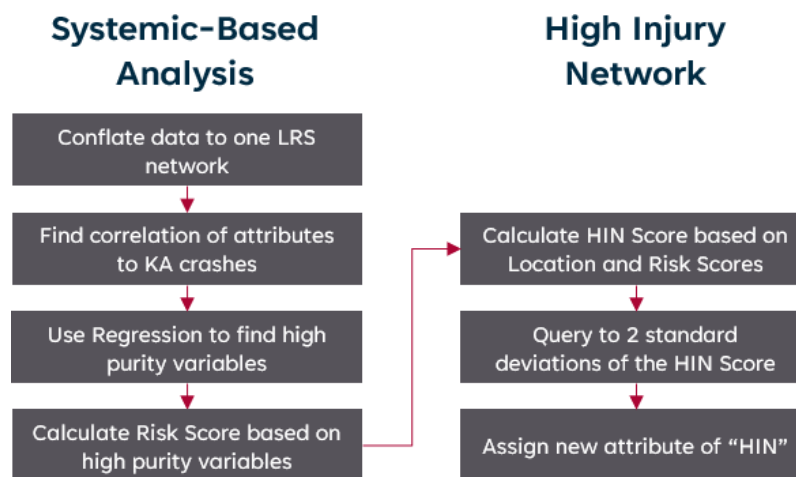 Systemic-Based
Analysis
Conflate data to one LRS
network
Find correlation of attributes
to KA crashes
Use Regression to find high
purity variables
Calculate Risk Score based on
high purity variables
High Injury
Network
Calculate HIN Score based on
Location and Risk Scores
Query to 2 standard
deviations of the HIN Score
Assign new attribute of “HIN”